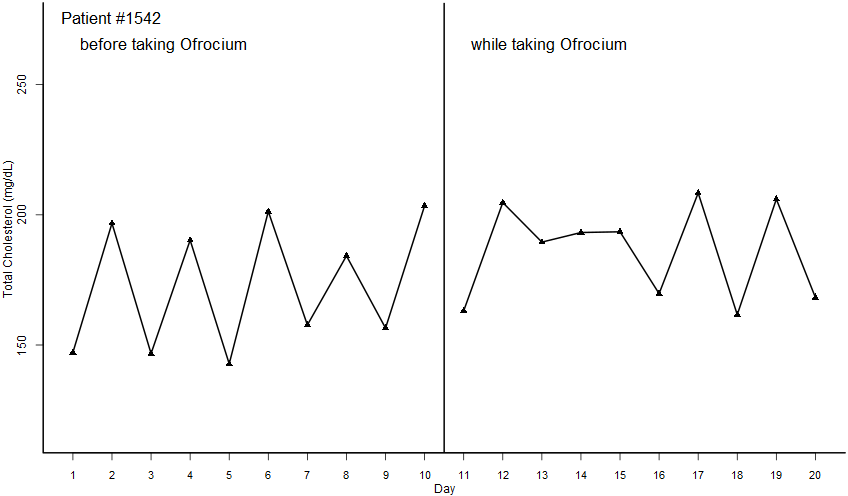 Patient #1542
before taking Ofrocium
while taking Ofrocium
Total Cholesterol (mg/dL)
250
200
150
1 2 3 4 5 6 7 8 9 10 11 12 13 14 15 16 17 18 19 20
Day